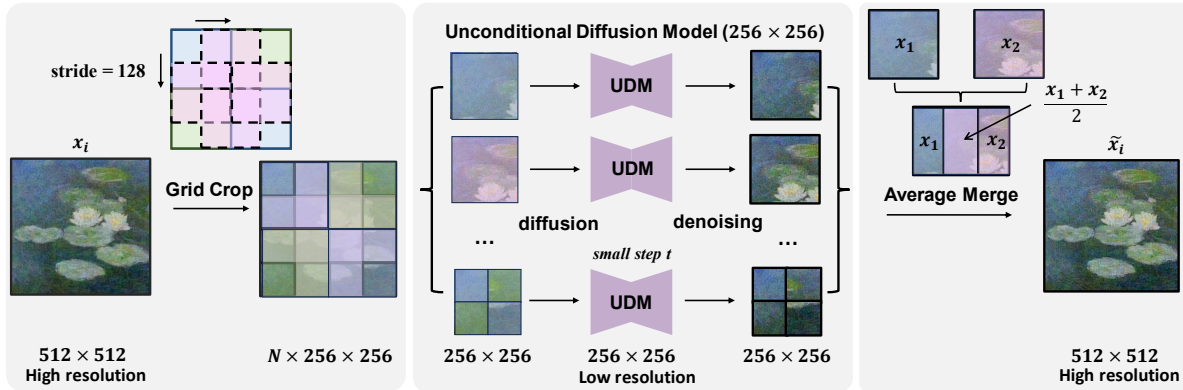 stride = 128
x_i
Grid Crop
512 × 512
High resolution
N × 256 × 256
Unconditional Diffusion Model (256 × 256)
UDM
UDM
diffusion
denoising
...
...
small step t
UDM
256 × 256
256 × 256
256 × 256
Low resolution
x_1
x_2
x_1 + x_2
2
x_1
x_2
x̃_i
Average Merge
512 × 512
High resolution